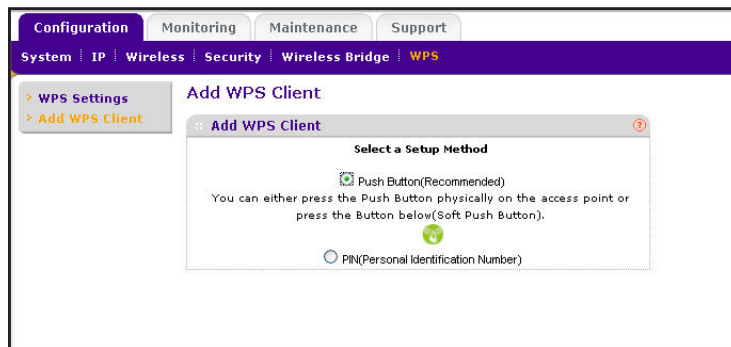 Configuration Monitoring Maintenance Support
System IP Wireless Security Wireless Bridge WPS
WPS Settings
Add WPS Client
Add WPS Client
Add WPS Client ?
Select a Setup Method
Push Button(Recommended)
You can either press the Push Button physically on the access point or
press the Button below(Soft Push Button).
PIN(Personal Identification Number)